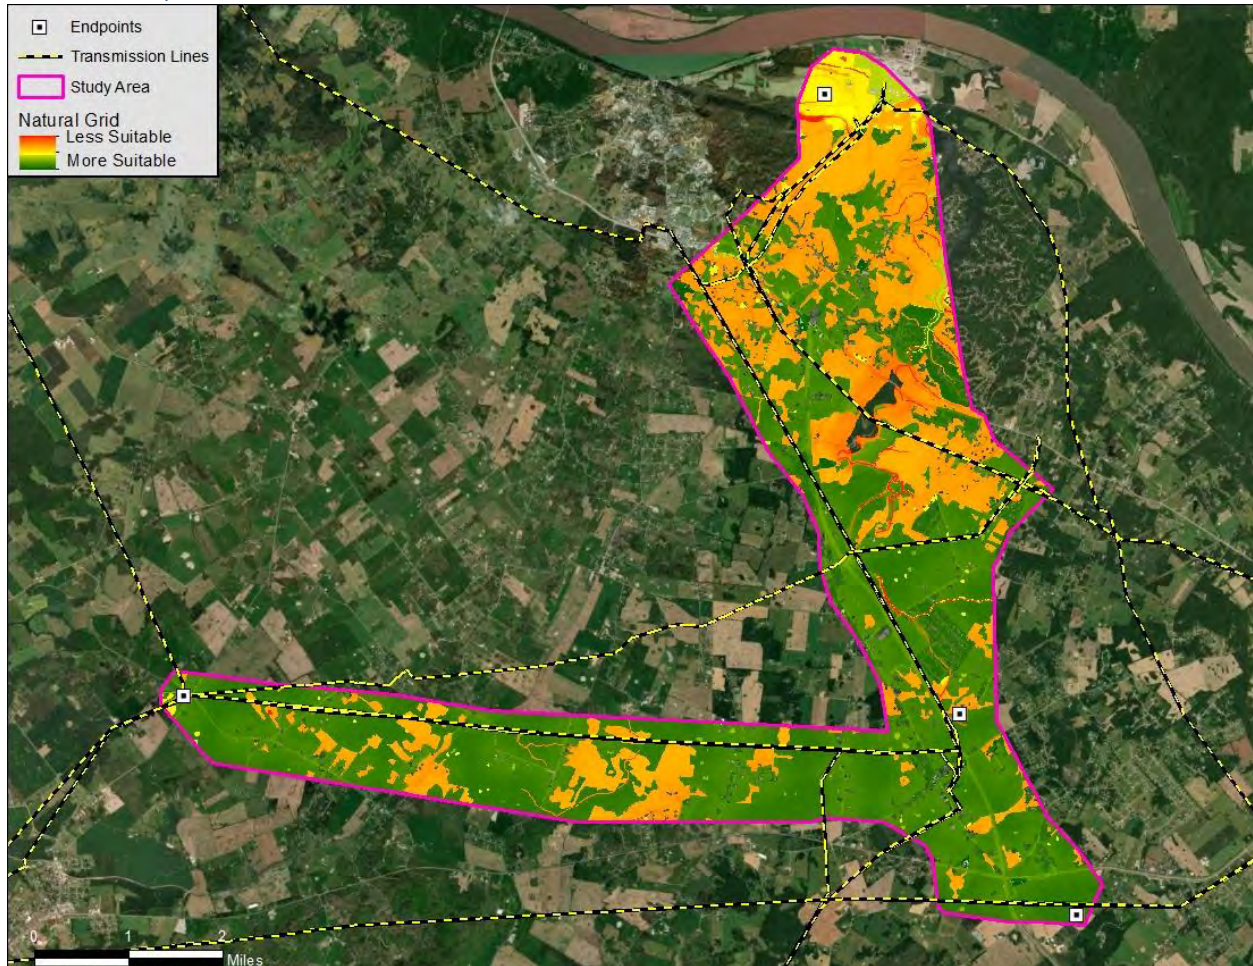 Endpoints
Transmission Lines
Study Area
Natural Grid
Less Suitable
More Suitable
0 1 2
Miles